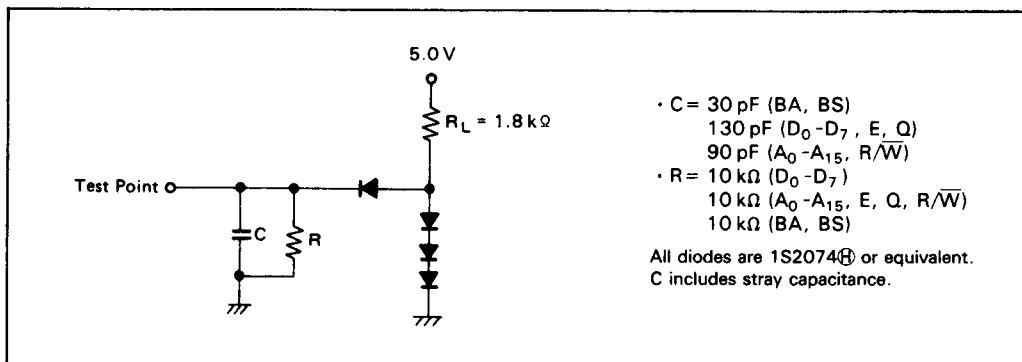 5.0 V
R_L = 1.8 kΩ
Test Point
C
R
· C = 30 pF (BA, BS)
130 pF (D₀-D₇, E, Q)
90 pF (A₀-A₁₅, R/W̅)
· R = 10 kΩ (D₀-D₇)
10 kΩ (A₀-A₁₅, E, Q, R/W̅)
10 kΩ (BA, BS)
All diodes are 1S2074Ⓗ or equivalent.
C includes stray capacitance.